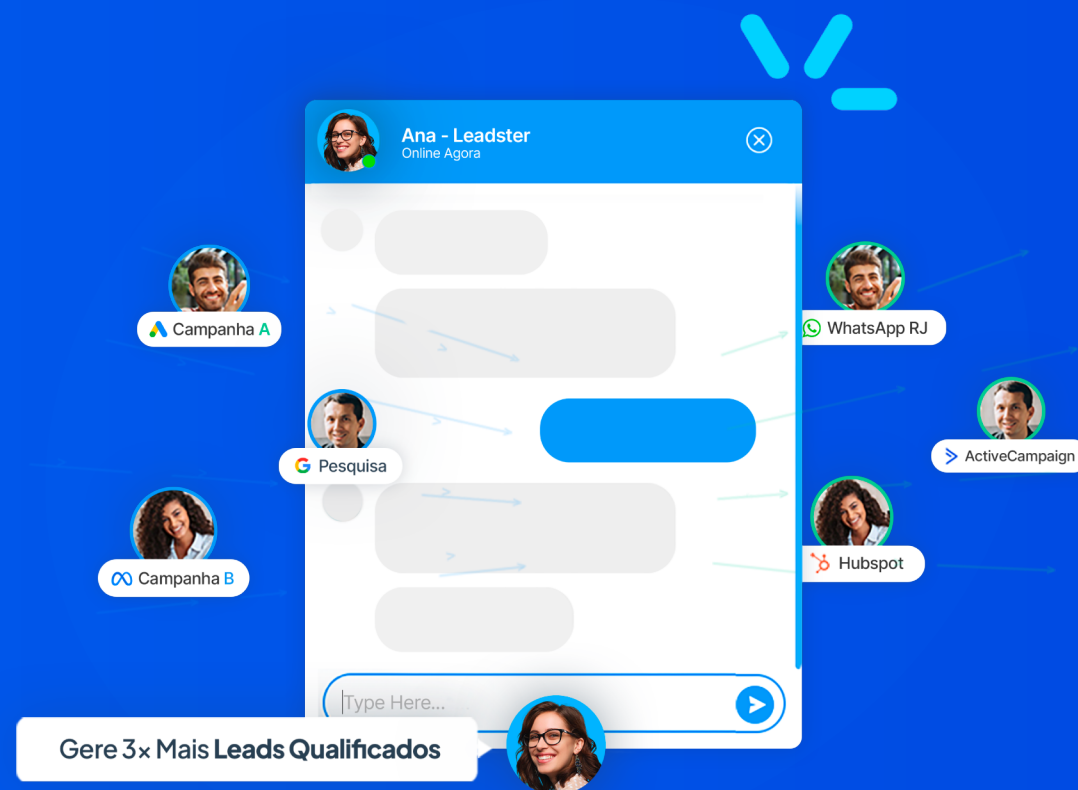 Ana - Leadster
Online Agora
Campanha A
WhatsApp RJ
Pesquisa
ActiveCampaign
Campanha B
Hubspot
Type Here...
Gere 3x Mais Leads Qualificados